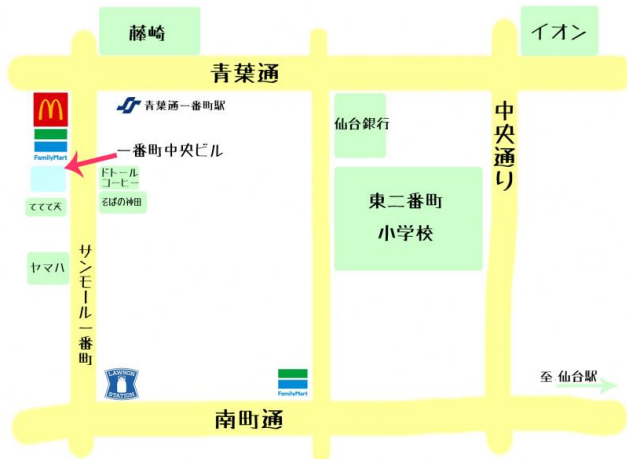 藤崎
イオン
青葉通
青葉通一番町駅
仙台銀行
中央通り
FamilyMart
一番町中央ビル
ドトール
コーヒー
ててて天
そばの神田
東二番町
小学校
ヤマハ
サンモール一番町
LAWSON
STATION
FamilyMart
至 仙台駅
南町通